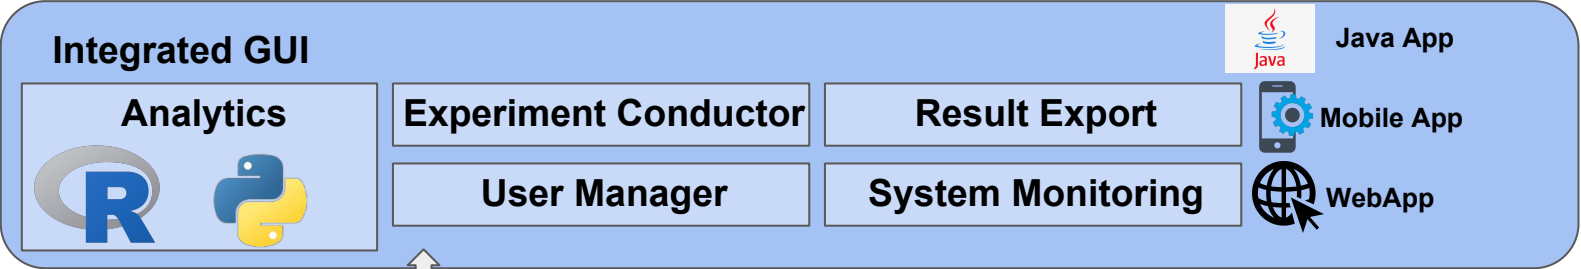 Integrated GUI
Java
Java App
Analytics
Experiment Conductor
Result Export
Mobile App
R
User Manager
System Monitoring
WebApp